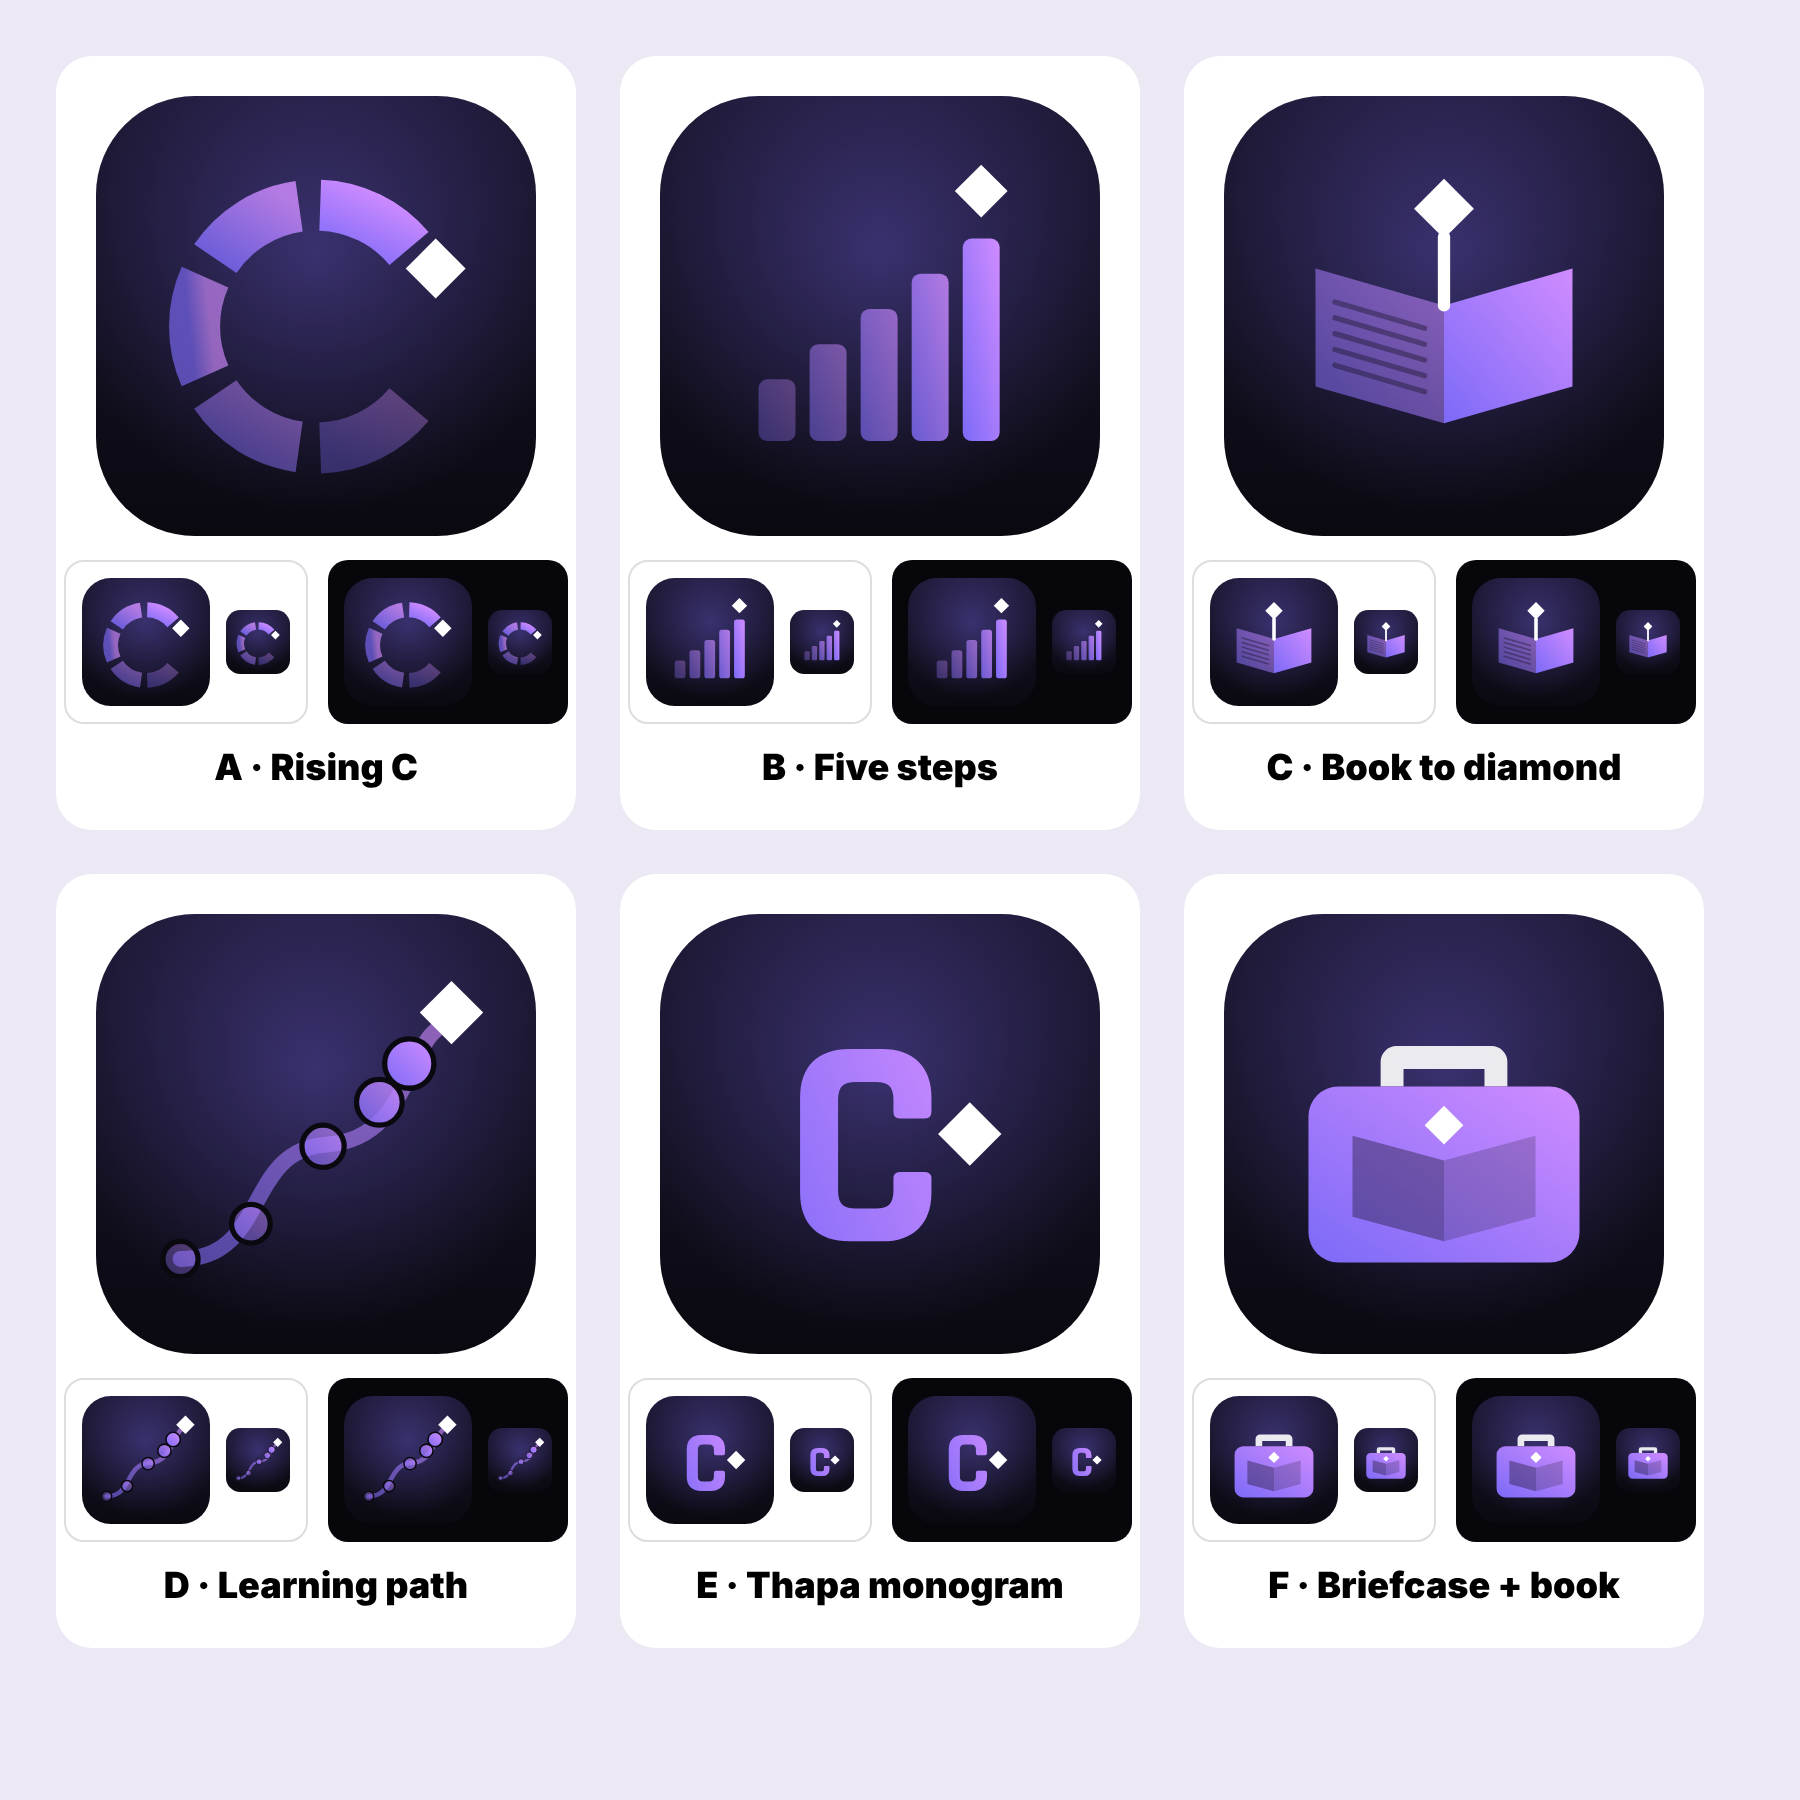 A · Rising C
B · Five steps
C · Book to diamond
C
D · Learning path
E · Thapa monogram
F · Briefcase + book